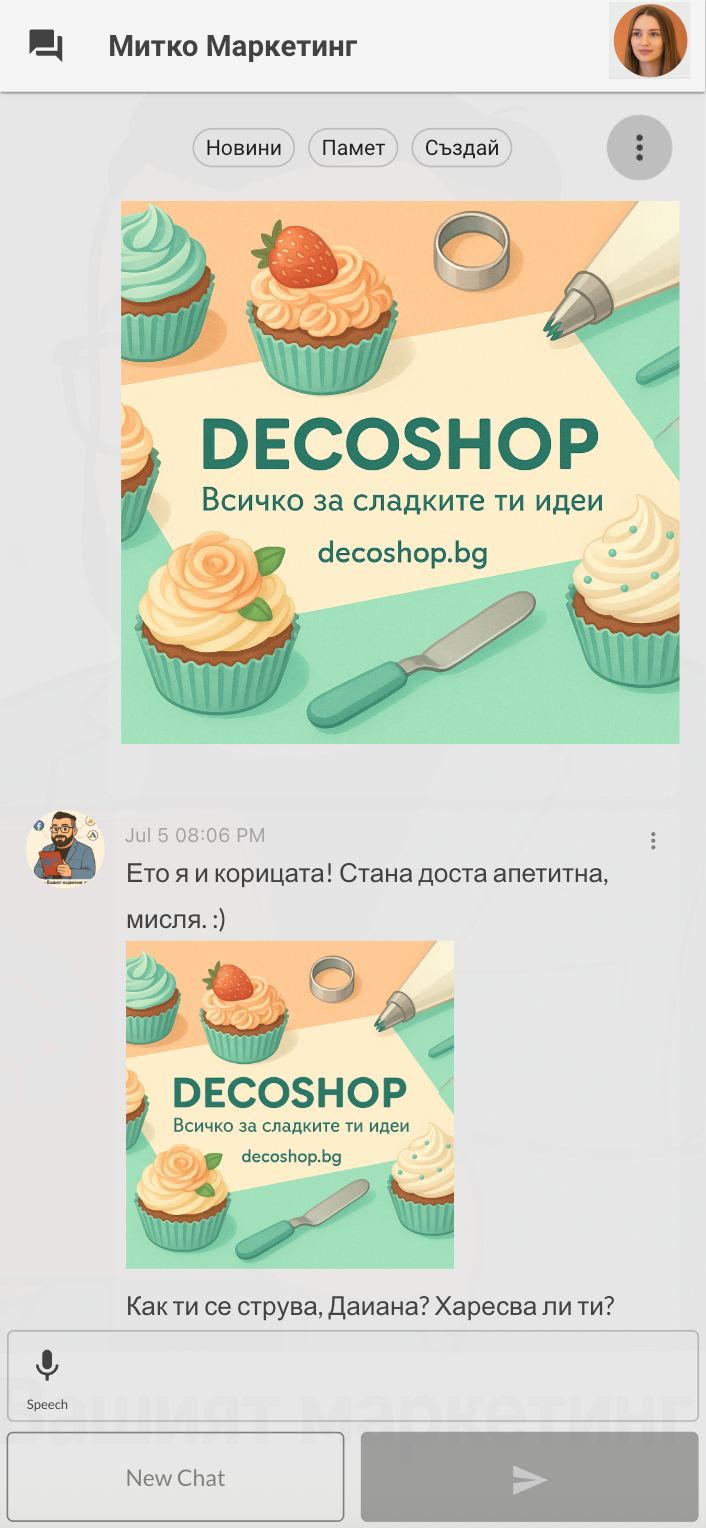 Митко Маркетинг
Новини
Памет
Създай
DECOSHOP
Всичко за сладките ти идеи
decoshop.bg
Jul 5 08:06 PM
Ето я и корицата! Стана доста апетитна,
мисля. :)
DECOSHOP
Всичко за сладките ти идеи
decoshop.bg
Как ти се струва, Даиана? Харесва ли ти?
Speech
Вашият маркетинг
New Chat